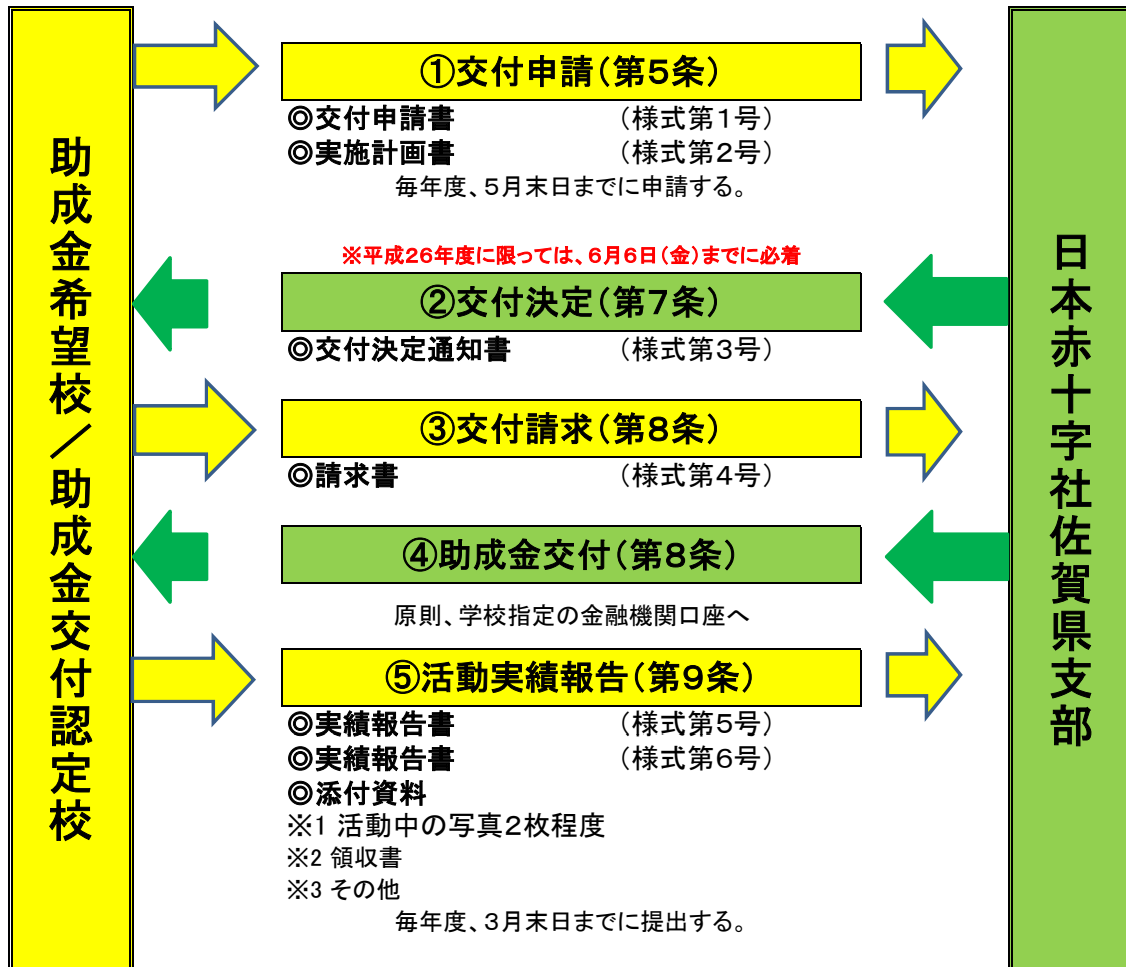 助成金希望校／助成金交付認定校
①交付申請（第５条）
◎交付申請書　（様式第１号）
◎実施計画書　（様式第２号）
毎年度、５月末日までに申請する。
※平成２６年度に限っては、６月６日（金）までに必着
②交付決定（第７条）
◎交付決定通知書　（様式第３号）
③交付請求（第８条）
◎請求書　（様式第４号）
④助成金交付（第８条）
原則、学校指定の金融機関口座へ
⑤活動実績報告（第９条）
◎実績報告書　（様式第５号）
◎実績報告書　（様式第６号）
◎添付資料
※1 活動中の写真２枚程度
※2 領収書
※3 その他
毎年度、３月末日までに提出する。
日本赤十字社佐賀県支部